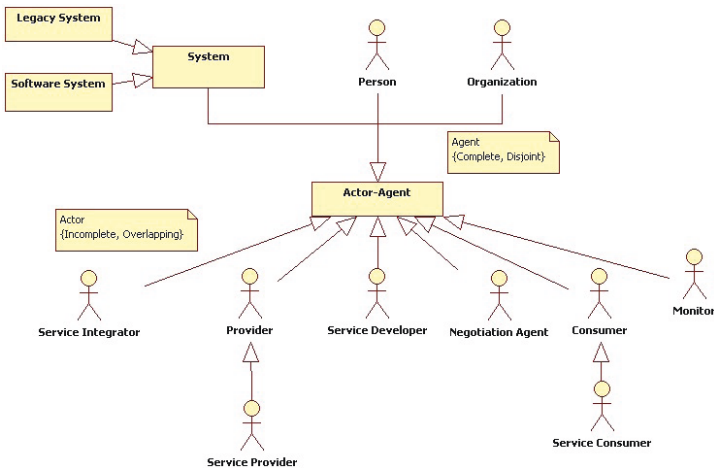 Legacy System
System
Software System
Person
Organization
Agent
{Complete, Disjoint}
Actor-Agent
Actor
{Incomplete, Overlapping}
Service Integrator
Provider
Service Developer
Negotiation Agent
Consumer
Monitor
Service Provider
Service Consumer